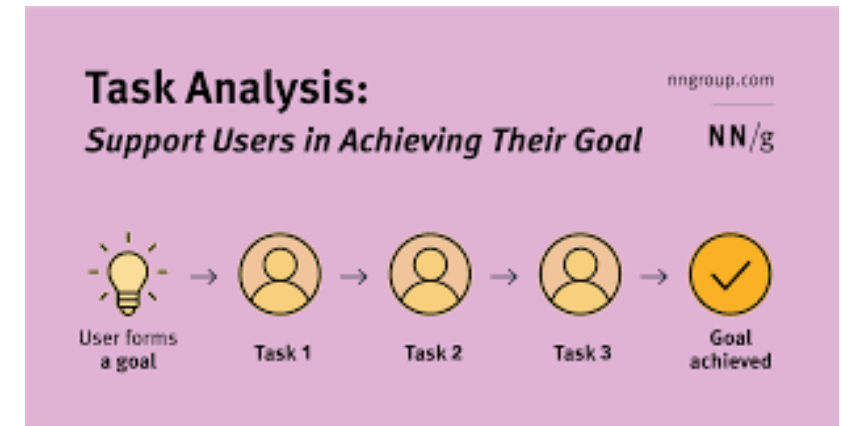 Task Analysis:
Support Users in Achieving Their Goal
nngroup.com
NN/g
User forms
a goal
Task 1
Task 2
Task 3
Goal
achieved